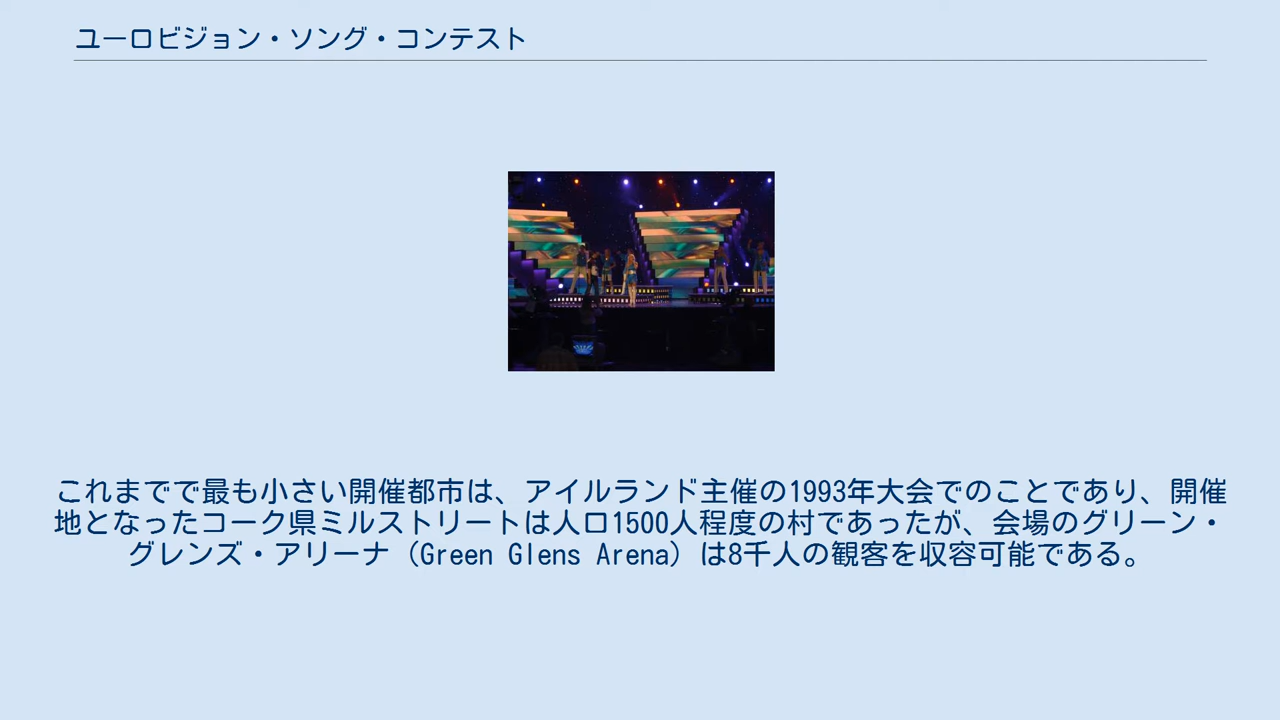 ユーロビジョン・ソング・コンテスト
これまでで最も小さい開催都市は、アイルランド主催の1993年大会でのことであり、開催
地となったコーク県ミルストリートは人口1500人程度の村であったが、会場のグリーン・
グレンズ・アリーナ（Green Glens Arena）は8千人の観客を収容可能である。